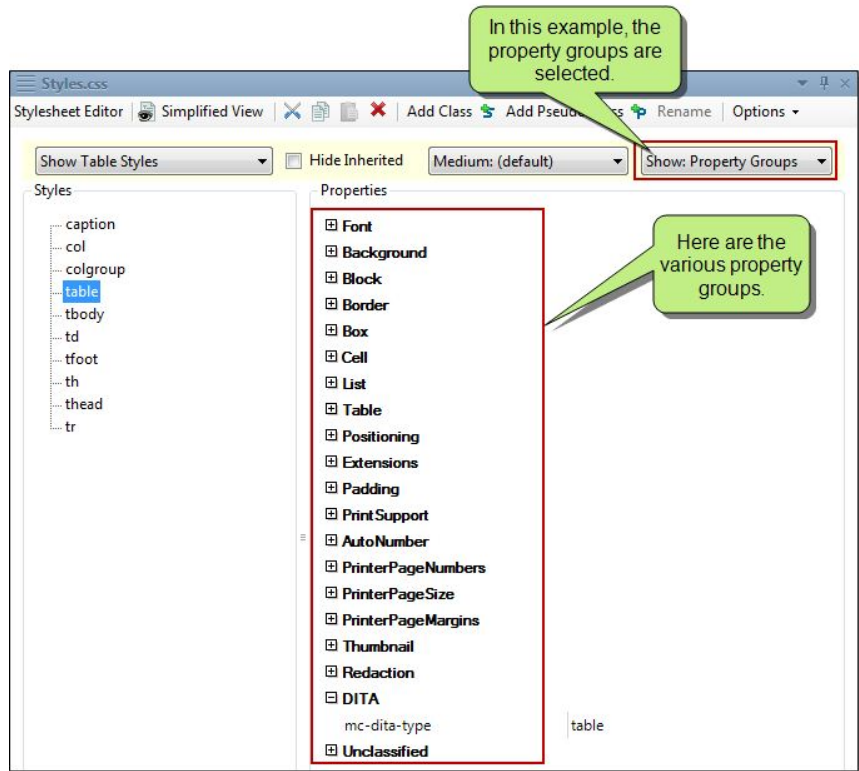 In this example, the
property groups are
selected.
Styles.css
Stylesheet Editor Simplified View Add Class Add Pseudo ss Rename Options
Show Table Styles Hide Inherited Medium: (default) Show: Property Groups
Styles Properties
caption
col
colgroup
table
tbody
td
tfoot
th
thead
tr
Font
Background
Block
Border
Box
Cell
List
Table
Positioning
Extensions
Padding
PrintSupport
AutoNumber
PrinterPageNumbers
PrinterPageSize
PrinterPageMargins
Thumbnail
Redaction
DITA
mc-dita-type table
Unclassified
Here are the
various property
groups.